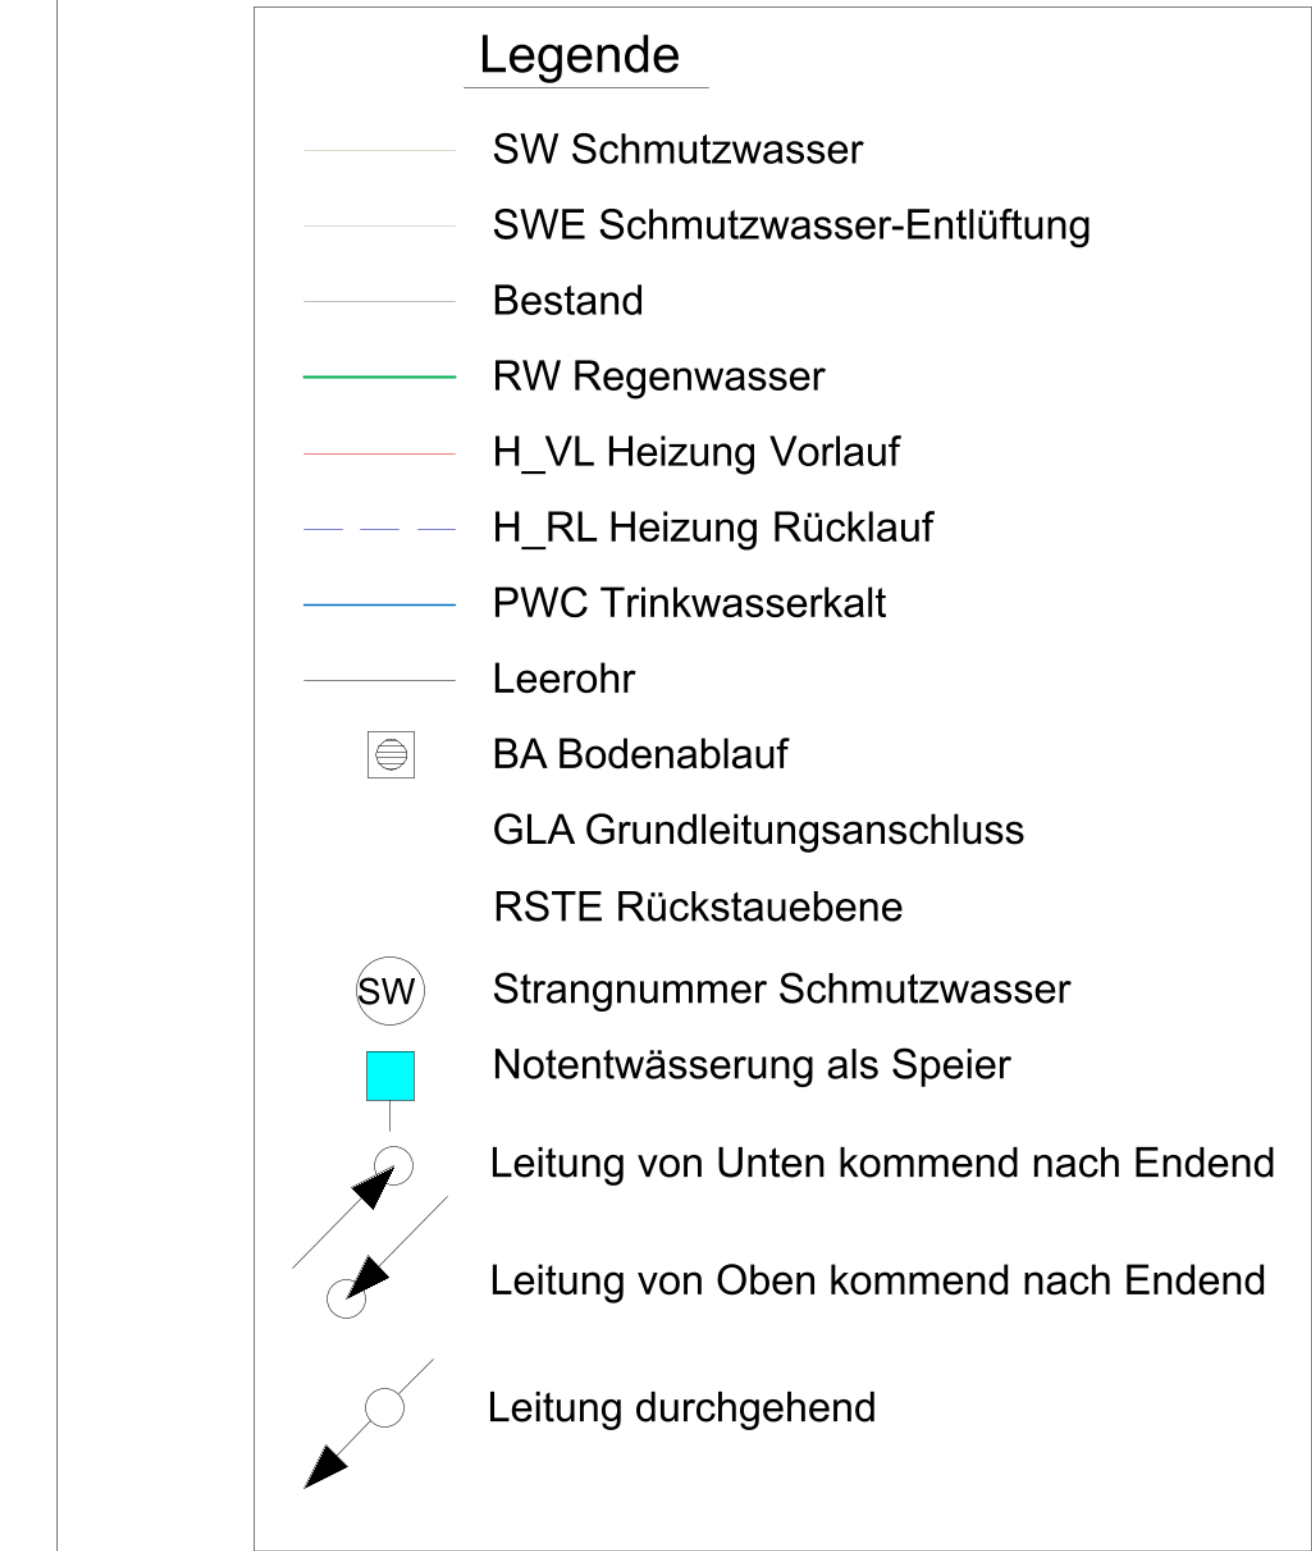 Legende
SW Schmutzwasser
SWE Schmutzwasser-Entlüftung
Bestand
RW Regenwasser
H_VL Heizung Vorlauf
H_RL Heizung Rücklauf
PWC Trinkwasserkalt
Leerohr
BA Bodenablauf
GLA Grundleitungsanschluss
RSTE Rückstauebene
SW Strangnummer Schmutzwasser
Notentwässerung als Speier
Leitung von Unten kommend nach Endend
Leitung von Oben kommend nach Endend
Leitung durchgehend